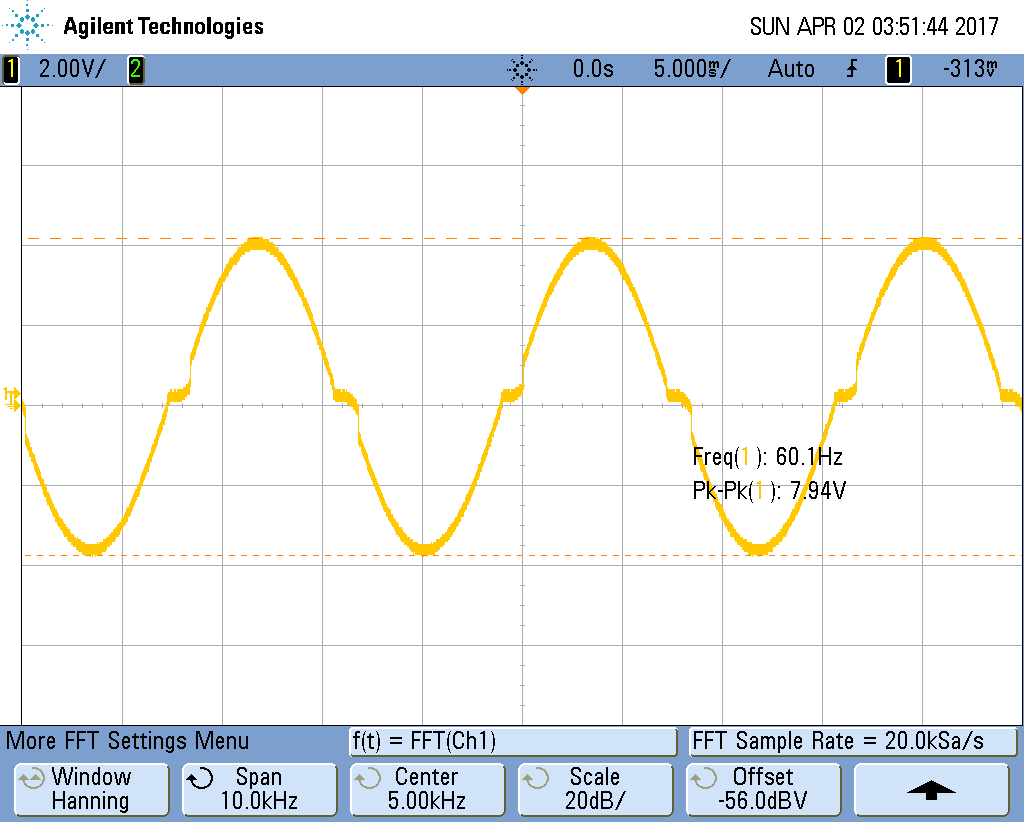 Agilent Technologies SUN APR 02 03:51:44 2017
1 2.00V/ 2 0.0s 5.000ms/ Auto 1 -313mV
Freq(1): 60.1Hz
Pk-Pk(1): 7.94V
More FFT Settings Menu f(t) = FFT(Ch1) FFT Sample Rate = 20.0kSa/s
Window Span Center Scale Offset
Hanning 10.0kHz 5.00kHz 20dB/ -56.0dBV